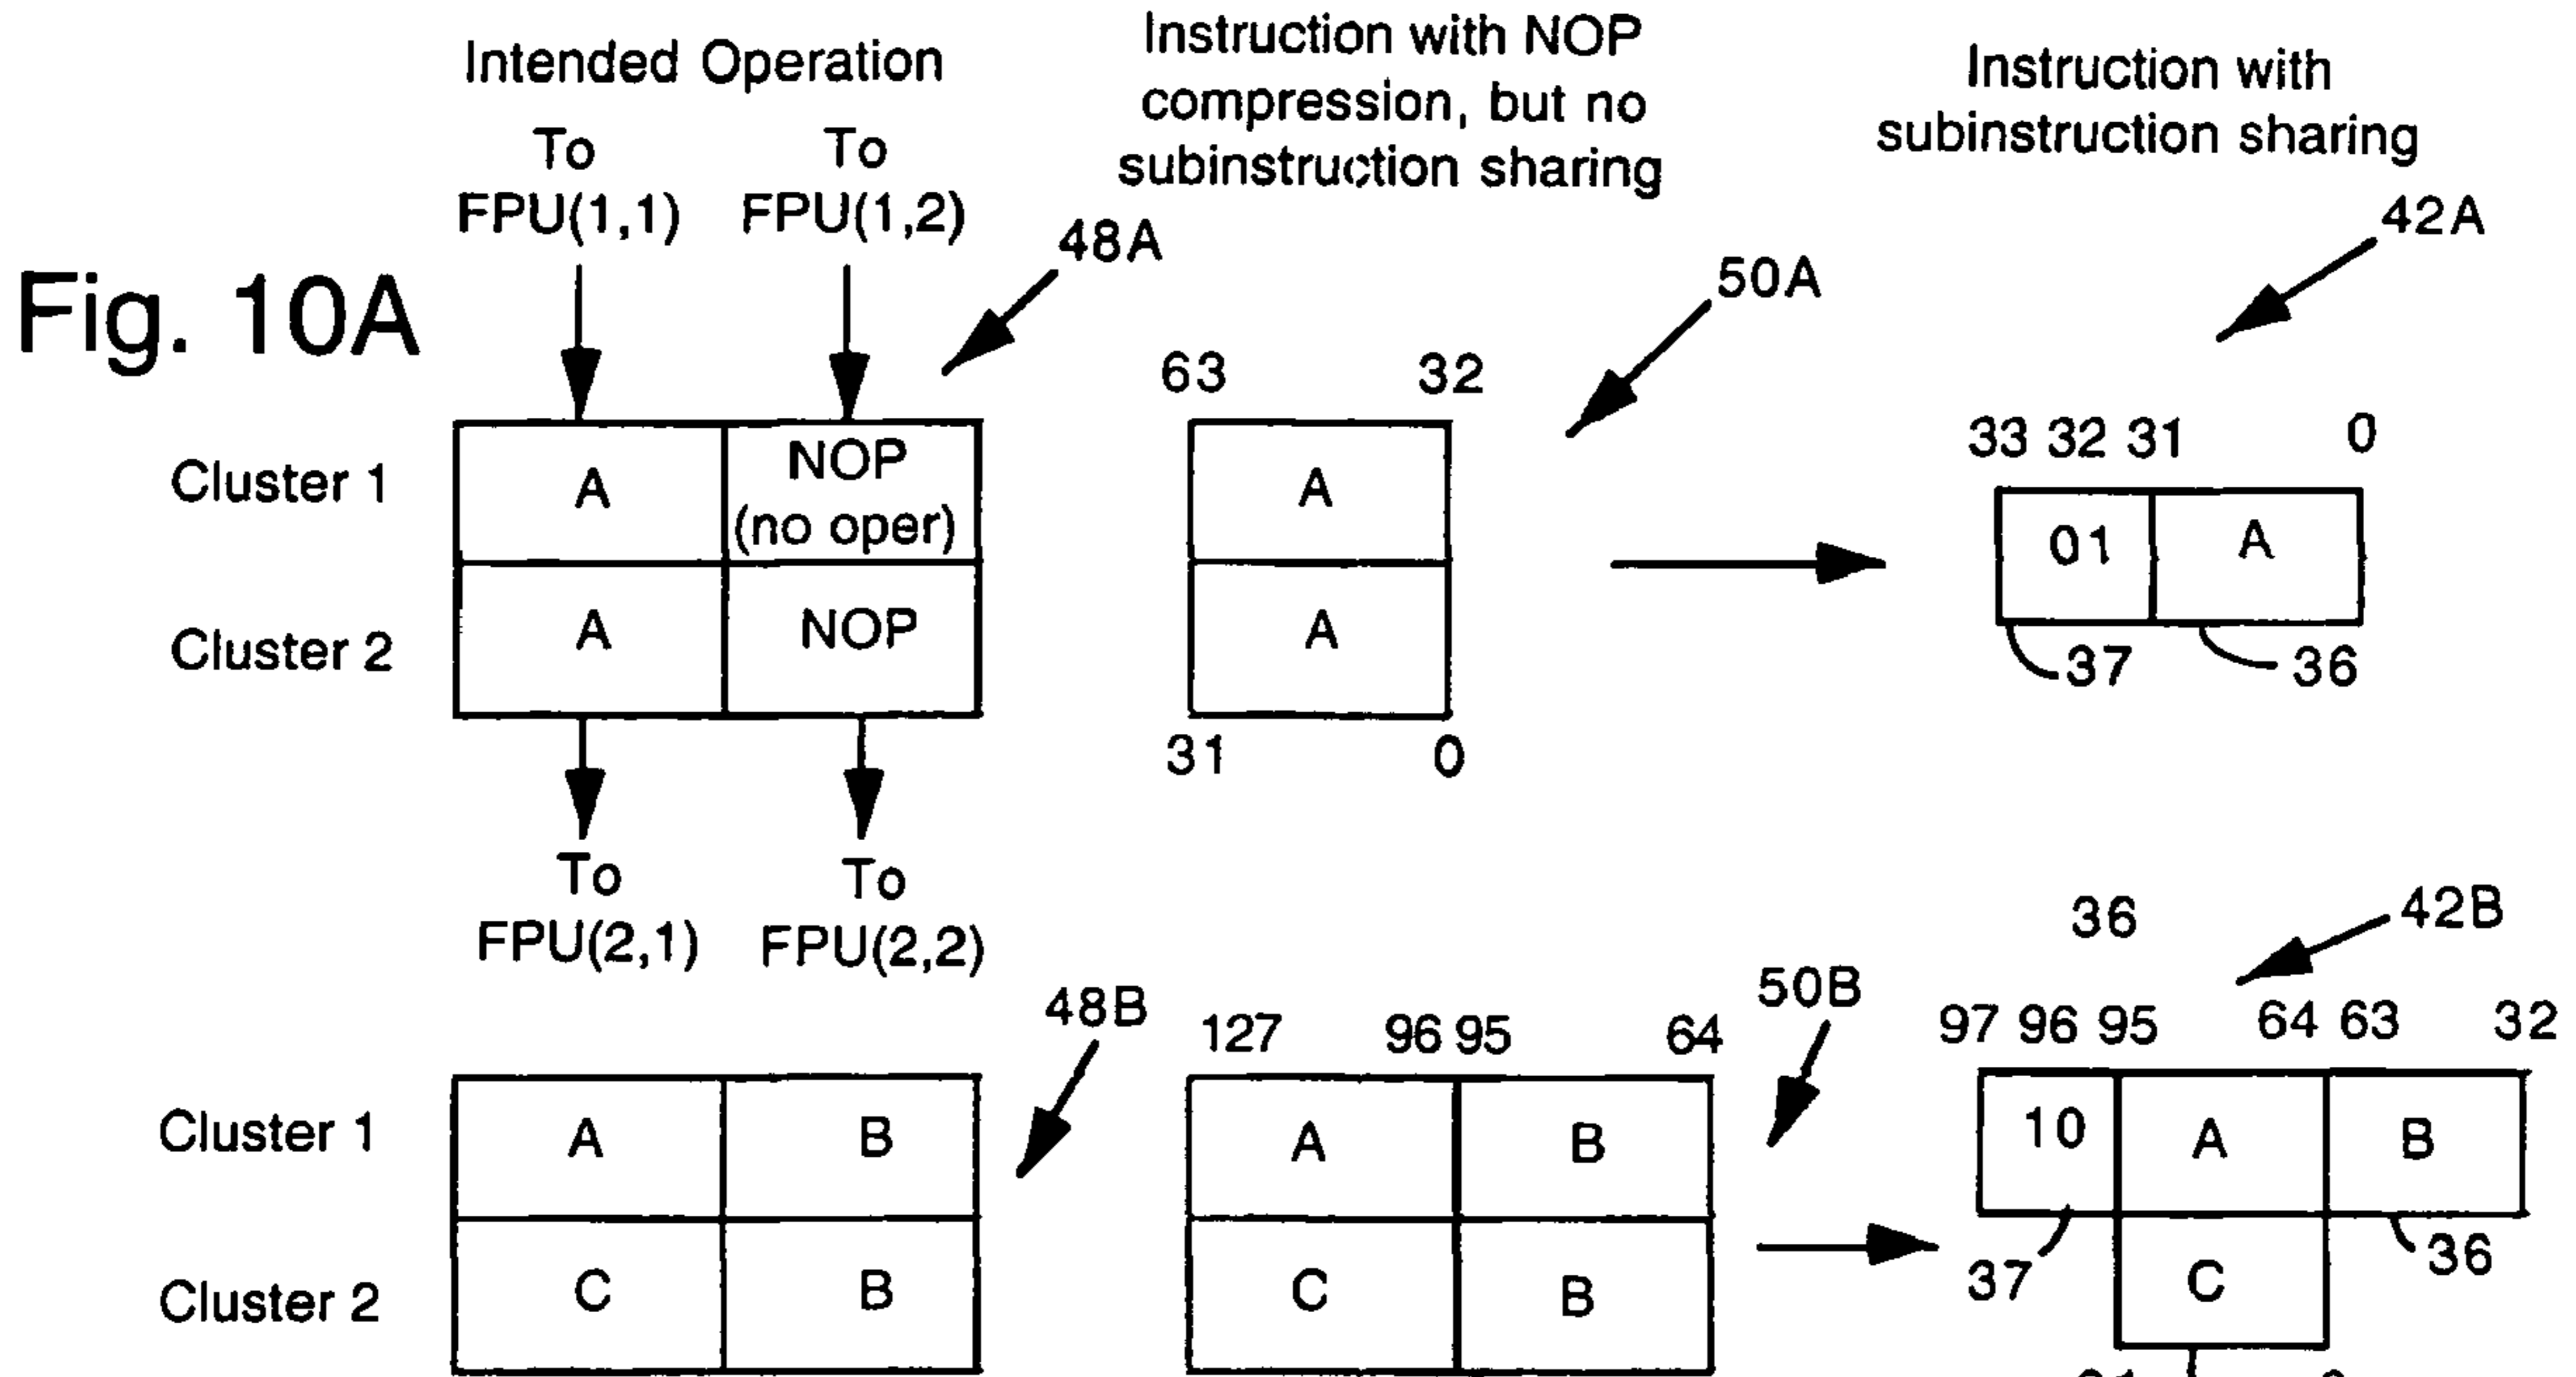 Intended Operation
Instruction with NOP
compression, but no
subinstruction sharing
Instruction with
subinstruction sharing
To
FPU(1,1)
To
FPU(1,2)
48A
50A
42A
Fig. 10A
63 32
33 32 31 0
Cluster 1
A
NOP
(no oper)
A
01
A
Cluster 2
A
NOP
A
37
36
31 0
To
FPU(2,1)
To
FPU(2,2)
36
42B
48B
50B
127 96 95 64
97 96 95 64 63 32
Cluster 1
A
B
A
B
10
A
B
Cluster 2
C
B
C
B
37
C
36